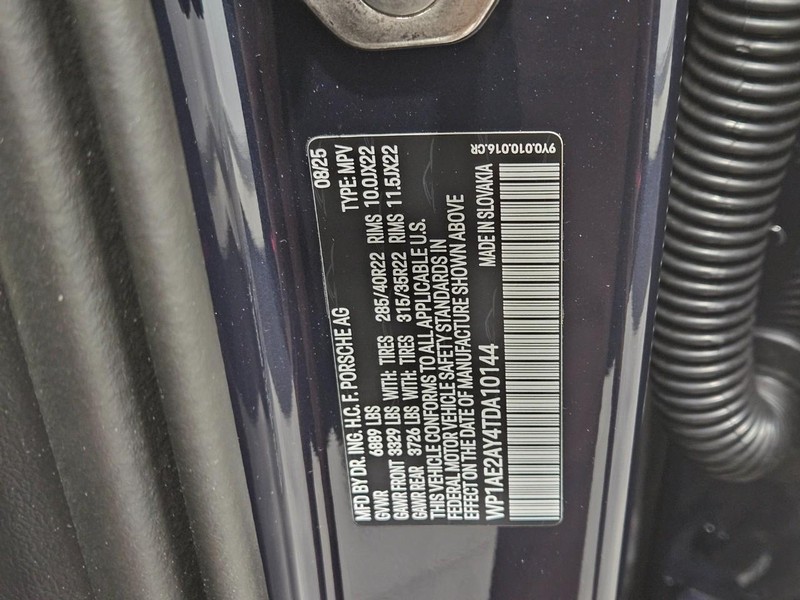 MFD BY DR. ING. H.C. F. PORSCHE AG 08/25
GVWR 6889 LBS TYPE: MPV
GAWR FRONT 3329 LBS WITH: TIRES 285/40R22 RIMS 10.0JX22
GAWR REAR 3726 LBS WITH: TIRES 315/35R22 RIMS 11.5JX22
THIS VEHICLE CONFORMS TO ALL APPLICABLE U.S.
FEDERAL MOTOR VEHICLE SAFETY STANDARDS IN
EFFECT ON THE DATE OF MANUFACTURE SHOWN ABOVE
WP1AE2AY4TDA10144 MADE IN SLOVAKIA
9Y0.010.016.CR